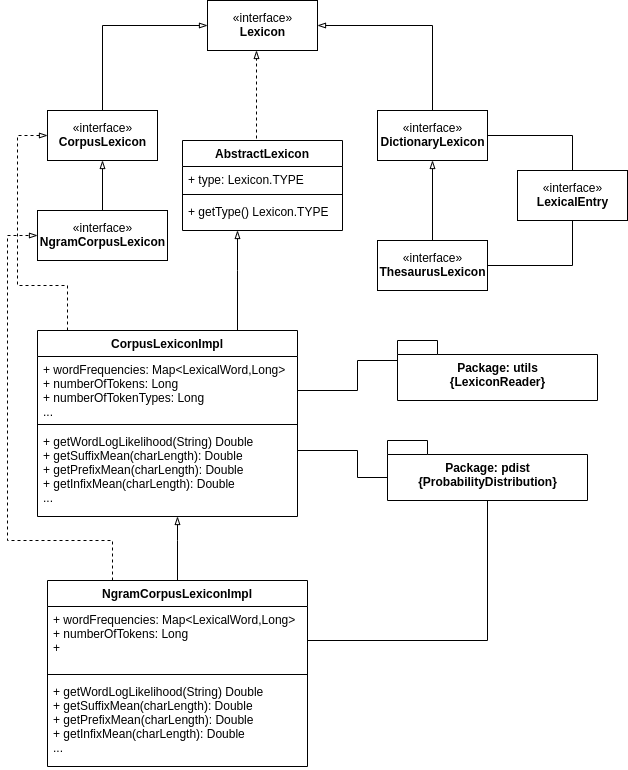 «interface»
Lexicon
«interface»
CorpusLexicon
AbstractLexicon
+ type: Lexicon.TYPE
+ getType() Lexicon.TYPE
«interface»
DictionaryLexicon
«interface»
LexicalEntry
«interface»
NgramCorpusLexicon
«interface»
ThesaurusLexicon
CorpusLexiconImpl
+ wordFrequencies: Map<LexicalWord,Long>
+ numberOfTokens: Long
+ numberOfTokenTypes: Long
...
+ getWordLogLikelihood(String) Double
+ getSuffixMean(charLength): Double
+ getPrefixMean(charLength): Double
+ getInfixMean(charLength): Double
...
Package: utils
{LexiconReader}
Package: pdist
{ProbabilityDistribution}
NgramCorpusLexiconImpl
+ wordFrequencies: Map<LexicalWord,Long>
+ numberOfTokens: Long
+
+ getWordLogLikelihood(String) Double
+ getSuffixMean(charLength): Double
+ getPrefixMean(charLength): Double
+ getInfixMean(charLength): Double
...